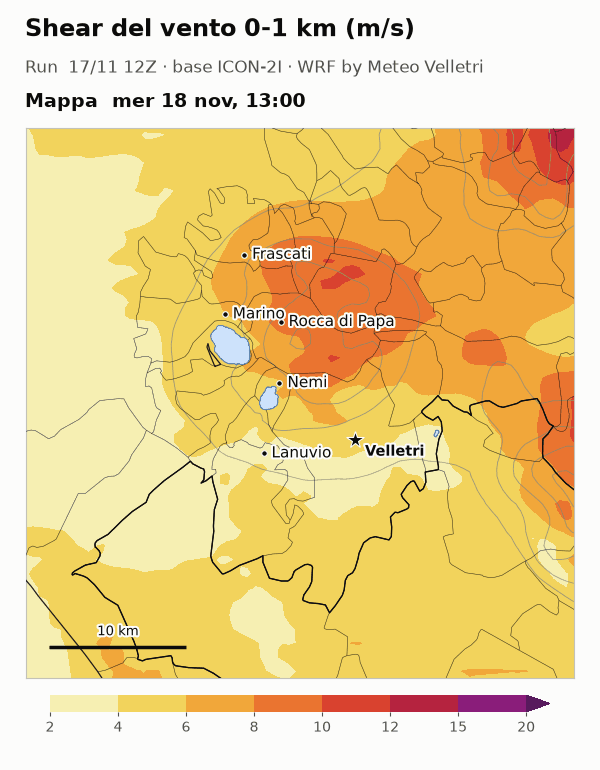 Shear del vento 0-1 km (m/s)
Run  17/11 12Z · base ICON-2I · WRF by Meteo Velletri
Mappa  mer 18 nov, 13:00
Frascati
Marino
Rocca di Papa
Nemi
Velletri
Lanuvio
10 km
2 4 6 8 10 12 15 20